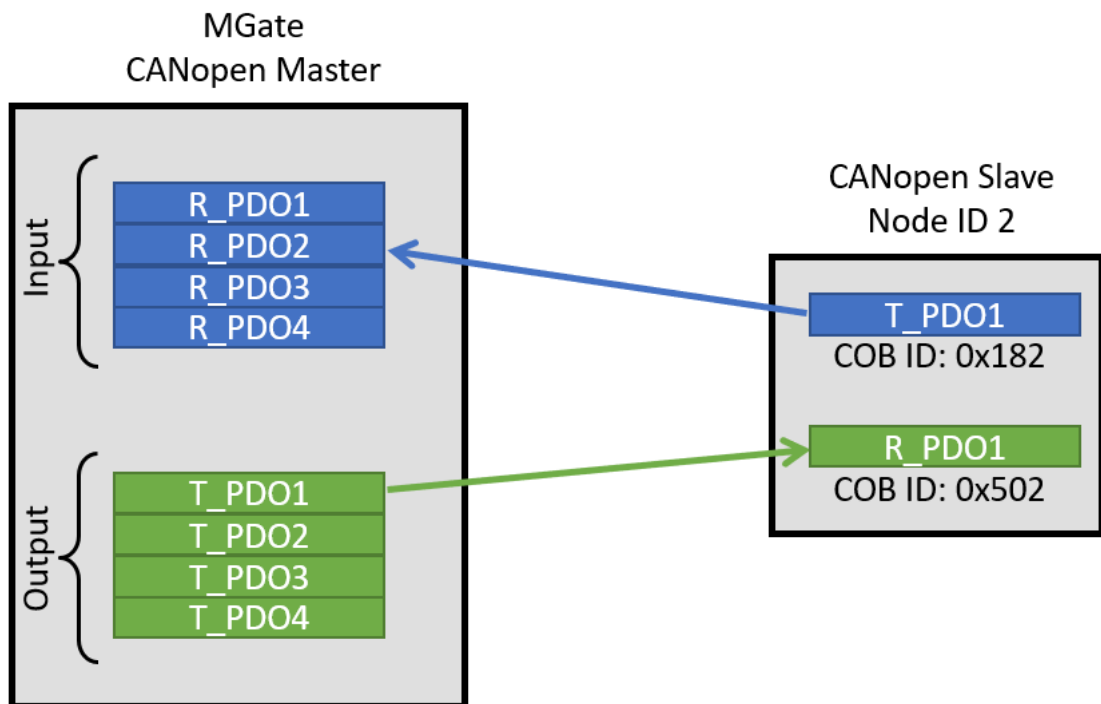 MGate
CANopen Master
Input
R_PDO1
R_PDO2
R_PDO3
R_PDO4
Output
T_PDO1
T_PDO2
T_PDO3
T_PDO4
CANopen Slave
Node ID 2
T_PDO1
COB ID: 0x182
R_PDO1
COB ID: 0x502